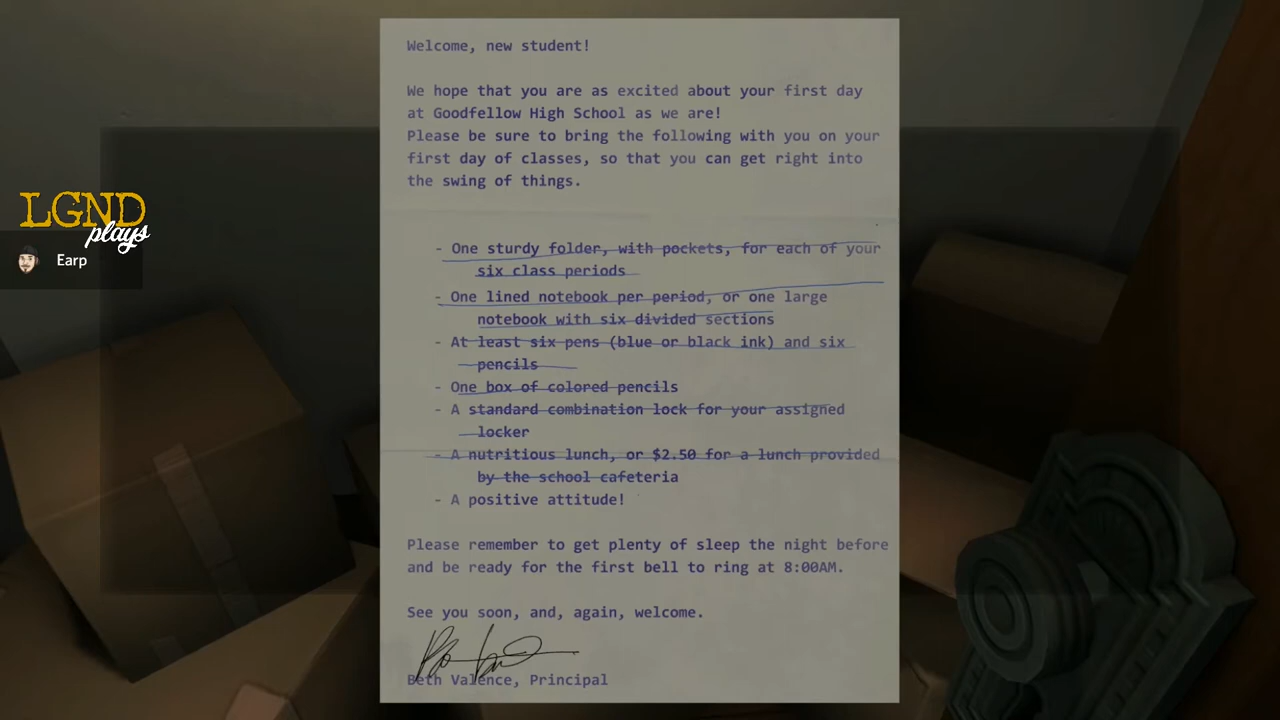 Welcome, new student!
We hope that you are as excited about your first day
at Goodfellow High School as we are!
Please be sure to bring the following with you on your
first day of classes, so that you can get right into
the swing of things.
LGND
plays
Earp
- One sturdy folder, with pockets, for each of your
six class periods
- One lined notebook per period, or one large
notebook with six divided sections
- At least six pens (blue or black ink) and six
pencils
- One box of colored pencils
- A standard combination lock for your assigned
locker
- A nutritious lunch, or $2.50 for a lunch provided
by the school cafeteria
- A positive attitude!
Please remember to get plenty of sleep the night before
and be ready for the first bell to ring at 8:00AM.
See you soon, and, again, welcome.
Beth Valence, Principal